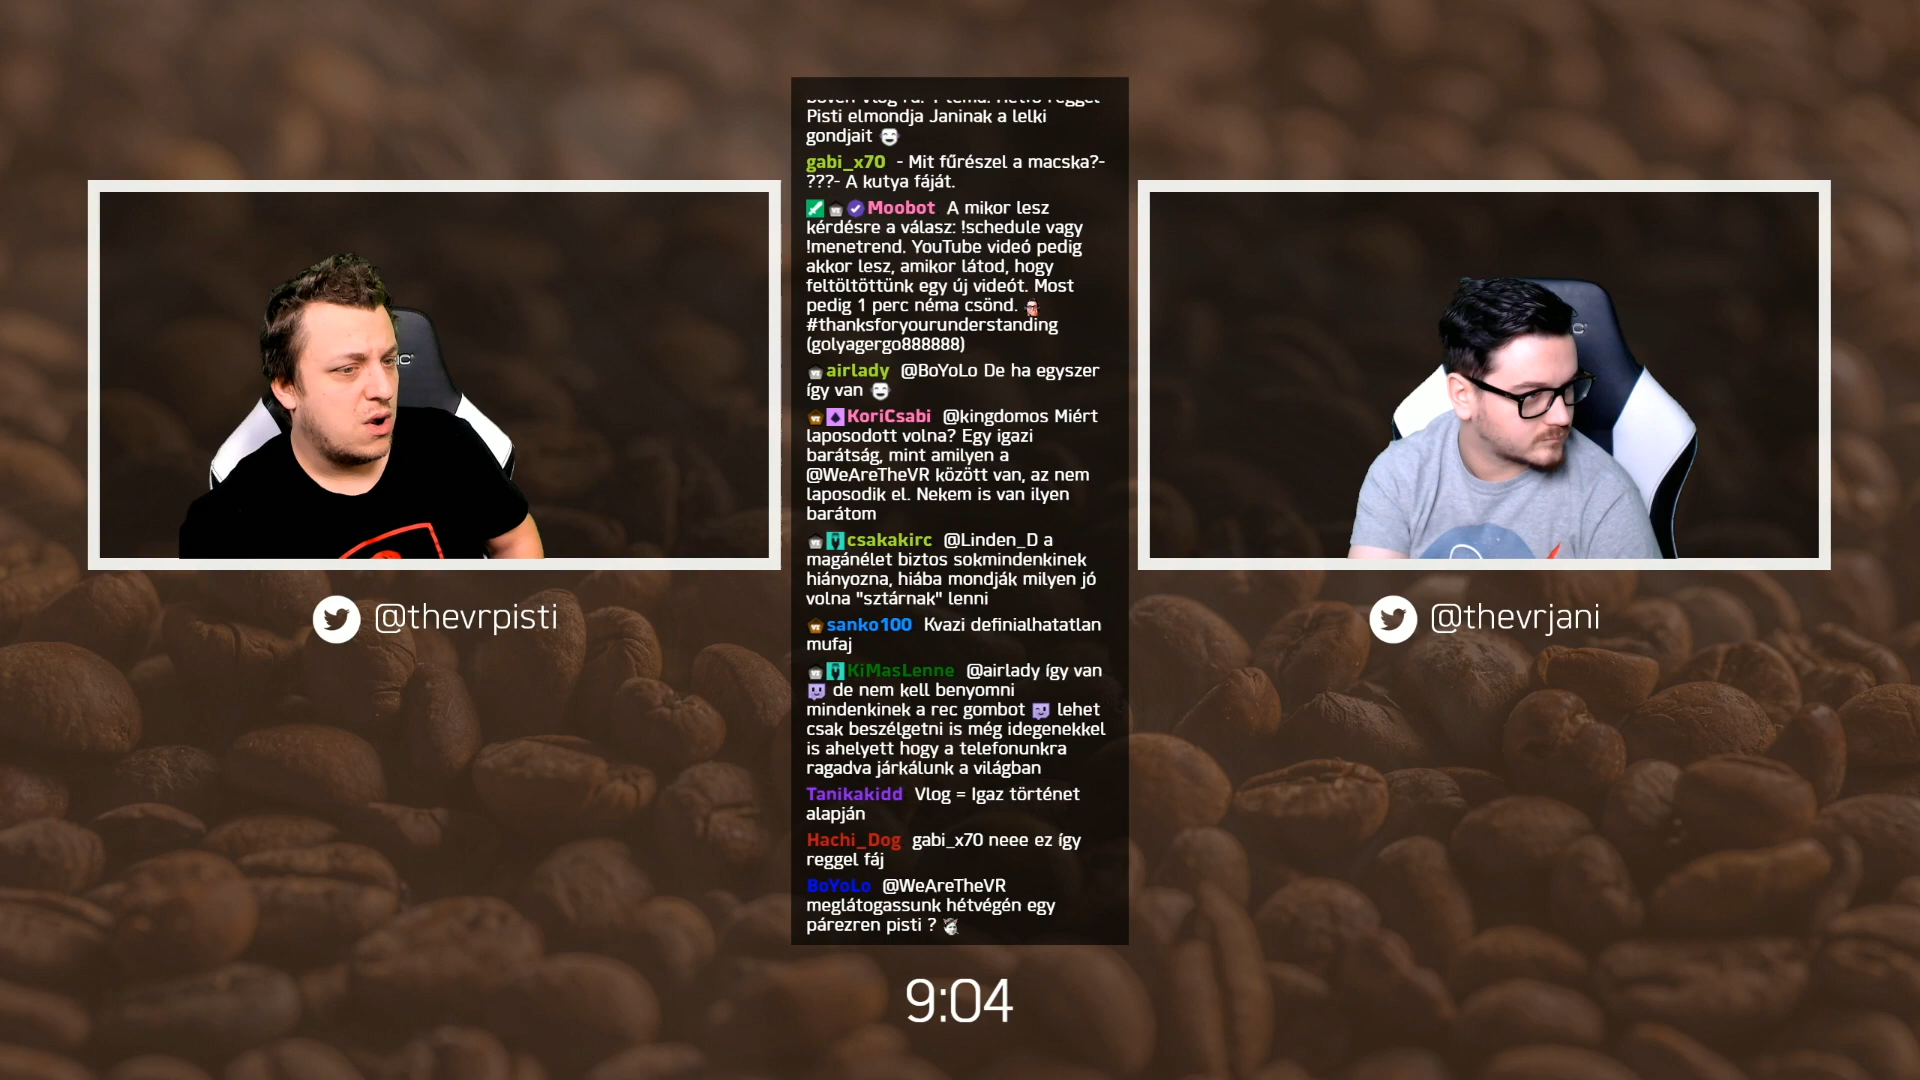 Pisti elmondja Janinak a lelki
gondjait
gabi_x70 - Mit fűrészel a macska?-
???- A kutya fáját.
Moobot A mikor lesz
kérdésre a válasz: !schedule vagy
!menetrend. YouTube videó pedig
akkor lesz, amikor látod, hogy
feltöltöttünk egy új videót. Most
pedig 1 perc néma csönd.
#thanksforyourunderstanding
(golyagergo888888)
airlady @BoYoLo De ha egyszer
így van
KoriCsabi @kingdomos Miért
laposodott volna? Egy igazi
barátság, mint amilyen a
@WeAreTheVR között van, az nem
laposodik el. Nekem is van ilyen
barátom
csakakirc @Linden_D a
magánélet biztos sokmindenkinek
hiányozna, hiába mondják milyen jó
volna "sztárnak" lenni
sanko100 Kvazi definialhatatlan
mufaj
KiMasLenne @airlady így van
de nem kell benyomni
mindenkinek a rec gombot lehet
csak beszélgetni is még idegenekkel
is ahelyett hogy a telefonunkra
ragadva járkálunk a világban
Tanikakidd Vlog = Igaz történet
alapján
Hachi_Dog gabi_x70 neee ez így
reggel fáj
BoYoLo @WeAreTheVR
meglátogassunk hétvégén egy
párezren pisti ?
@thevrpisti
@thevrjani
9:04